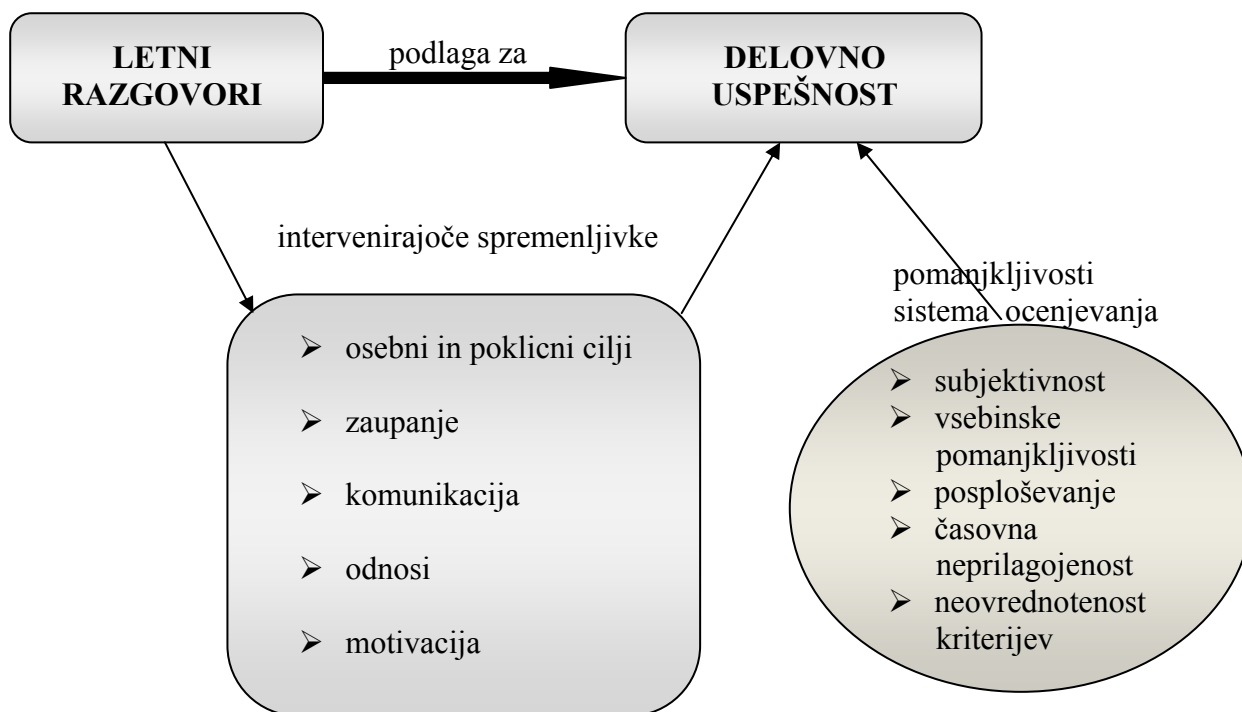 LETNI
RAZGOVORI
podlaga za
DELOVNO
USPEŠNOST
intervenirajoče spremenljivke
➢ osebni in poklicni cilji
➢ zaupanje
➢ komunikacija
➢ odnosi
➢ motivacija
pomanjkljivosti
sistema ocenjevanja
➢ subjektivnost
➢ vsebinske
pomanjkljivosti
➢ posploševanje
➢ časovna
neprilagojenost
➢ neovrednotenost
kriterijev